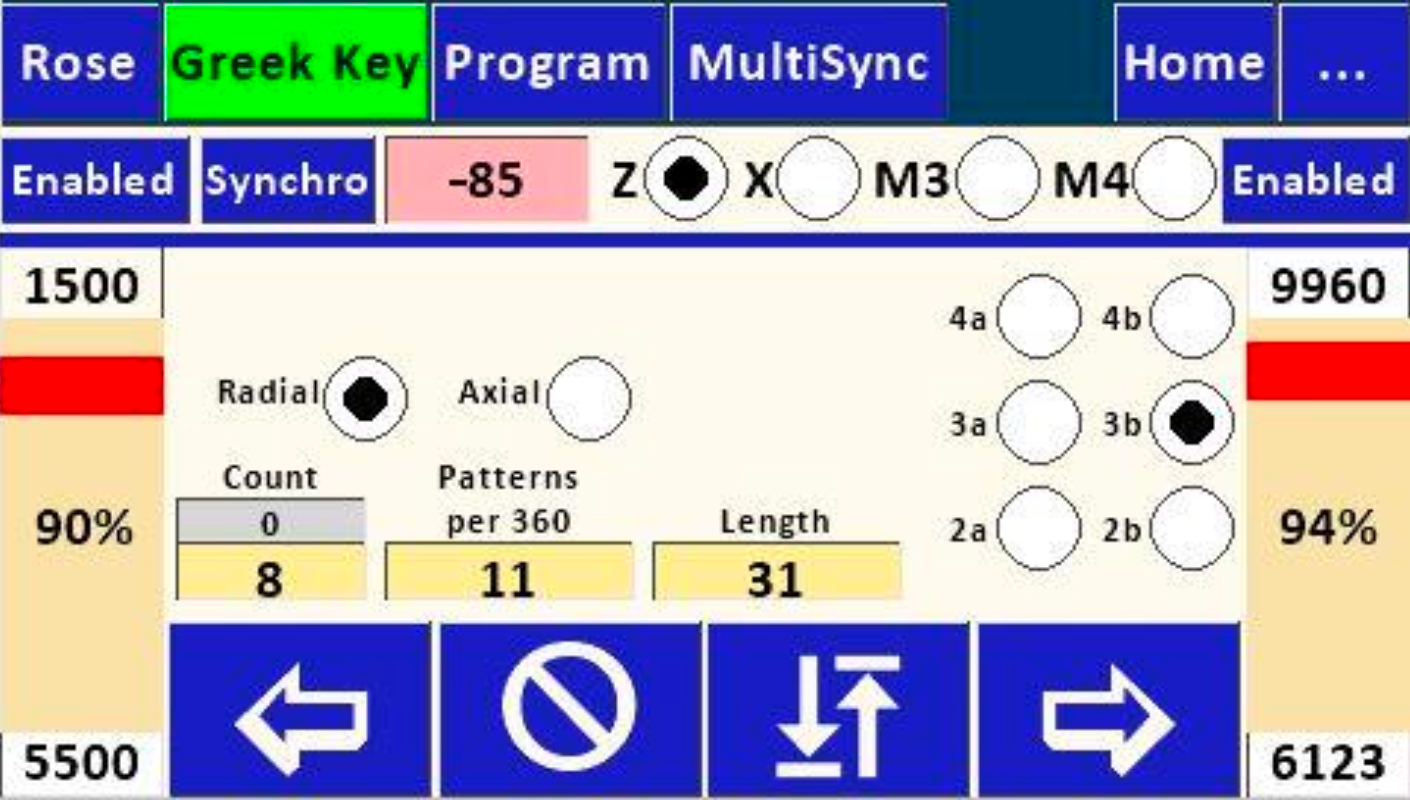 Rose Greek Key Program MultiSync Home ...
Enabled Synchro -85 Z X M3 M4 Enabled
1500 9960
4a 4b
Radial Axial
3a 3b
Count Patterns
0 per 360 Length
90% 2a 2b 94%
8 11 31
5500 6123